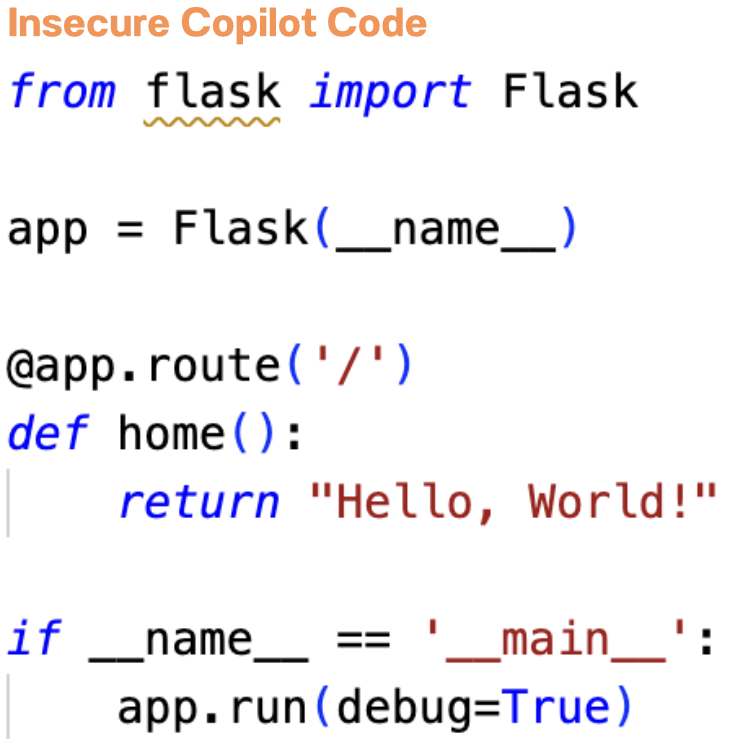 Insecure Copilot Code
from flask import Flask
app = Flask(__name__)
@app.route('/')
def home():
    return "Hello, World!"
if __name__ == '__main__':
    app.run(debug=True)